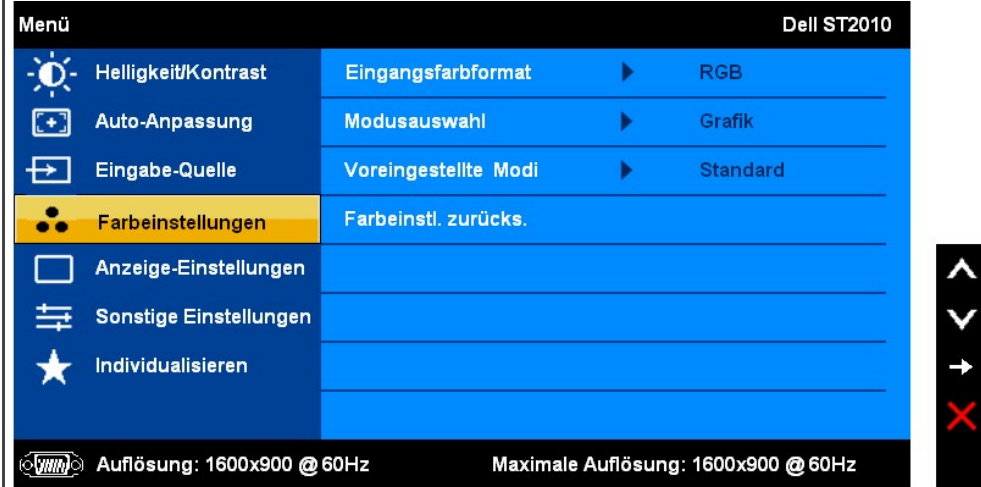 Menü Dell ST2010
Helligkeit/Kontrast Eingangsfarbformat RGB
Auto-Anpassung Modusauswahl Grafik
Eingabe-Quelle Voreingestellte Modi Standard
Farbeinstellungen Farbeinstl. zurücks.
Anzeige-Einstellungen
Sonstige Einstellungen
Individualisieren
Auflösung: 1600x900 @ 60Hz Maximale Auflösung: 1600x900 @ 60Hz